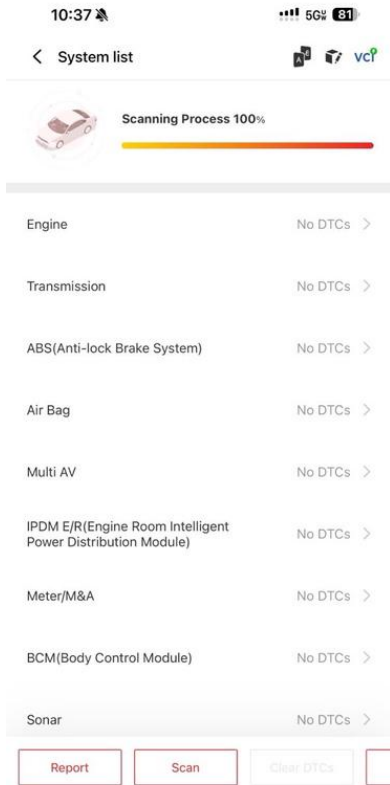 10:37
5G 81
System list
A vci
Scanning Process 100%
Engine No DTCs
Transmission No DTCs
ABS(Anti-lock Brake System) No DTCs
Air Bag No DTCs
Multi AV No DTCs
IPDM E/R(Engine Room Intelligent
Power Distribution Module) No DTCs
Meter/M&A No DTCs
BCM(Body Control Module) No DTCs
Sonar No DTCs
Report Scan Clear DTCs